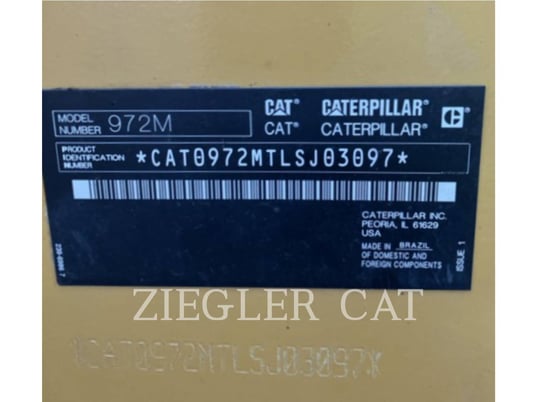 MODEL NUMBER 972M
CAT® CATERPILLAR®
CAT® CATERPILLAR® C
PRODUCT IDENTIFICATION NUMBER *CAT0972MTLSJ03097*
CATERPILLAR INC.
PEORIA, IL 61629
USA
MADE IN BRAZIL
OF DOMESTIC AND
FOREIGN COMPONENTS
ISSUE 1
ZIEGLER CAT
*CAT0972MTLSJ03097*